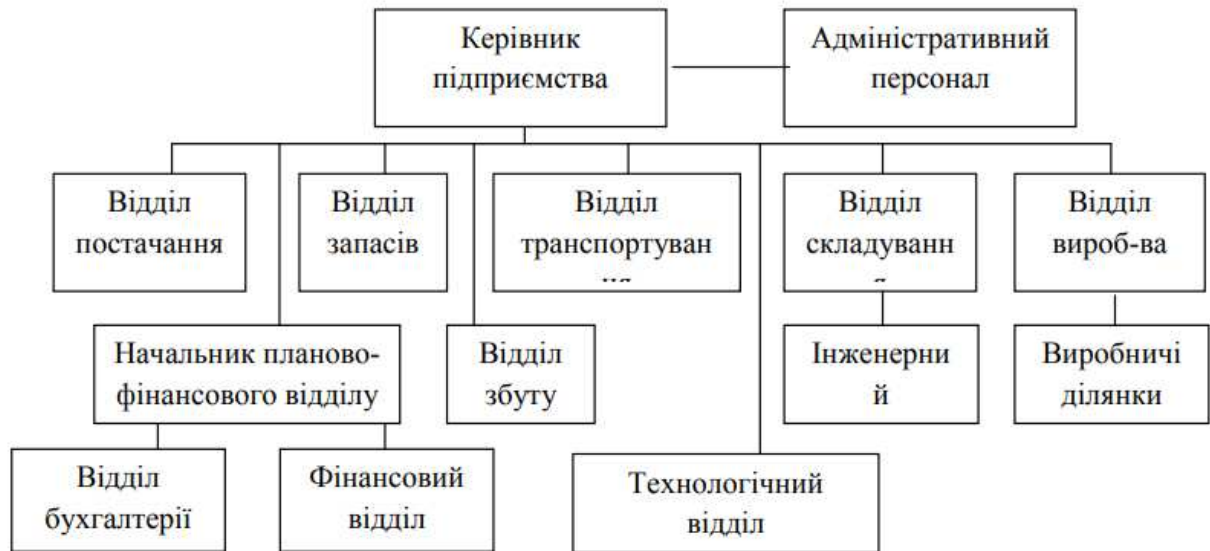 Керівник
підприємства
Адміністративний
персонал
Відділ
постачання
Відділ
запасів
Відділ
транспортуван
ня
Відділ
складуванн
я
Відділ
вироб-ва
Начальник планово-
фінансового відділу
Відділ
збуту
Інженерни
й
Виробничі
ділянки
Відділ
бухгалтерії
Фінансовий
відділ
Технологічний
відділ